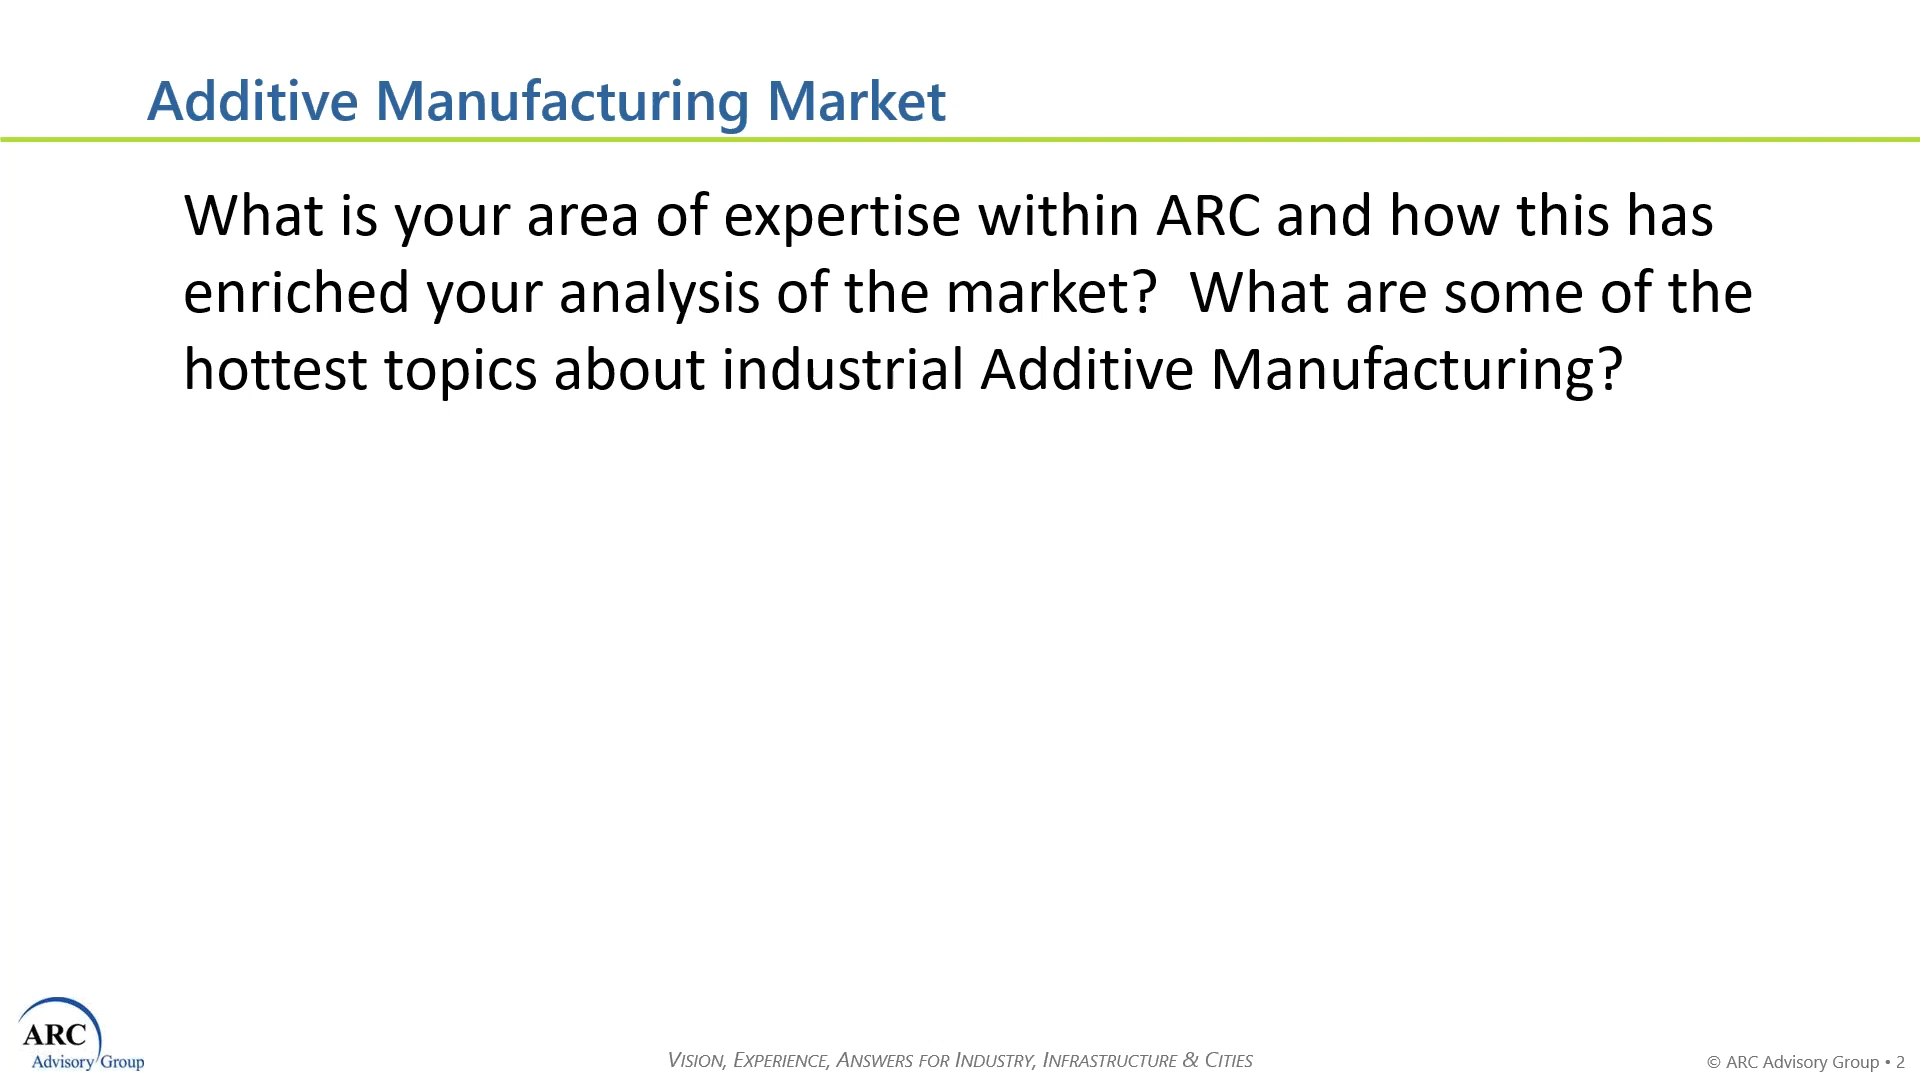 Additive Manufacturing Market
What is your area of expertise within ARC and how this has
enriched your analysis of the market?  What are some of the
hottest topics about industrial Additive Manufacturing?
ARC
Advisory Group
VISION, EXPERIENCE, ANSWERS FOR INDUSTRY, INFRASTRUCTURE & CITIES
© ARC Advisory Group • 2